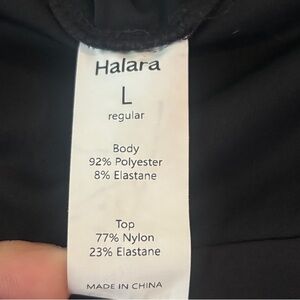 Halara
L
regular
Body
92% Polyester
8% Elastane
Top
77% Nylon
23% Elastane
MADE IN CHINA